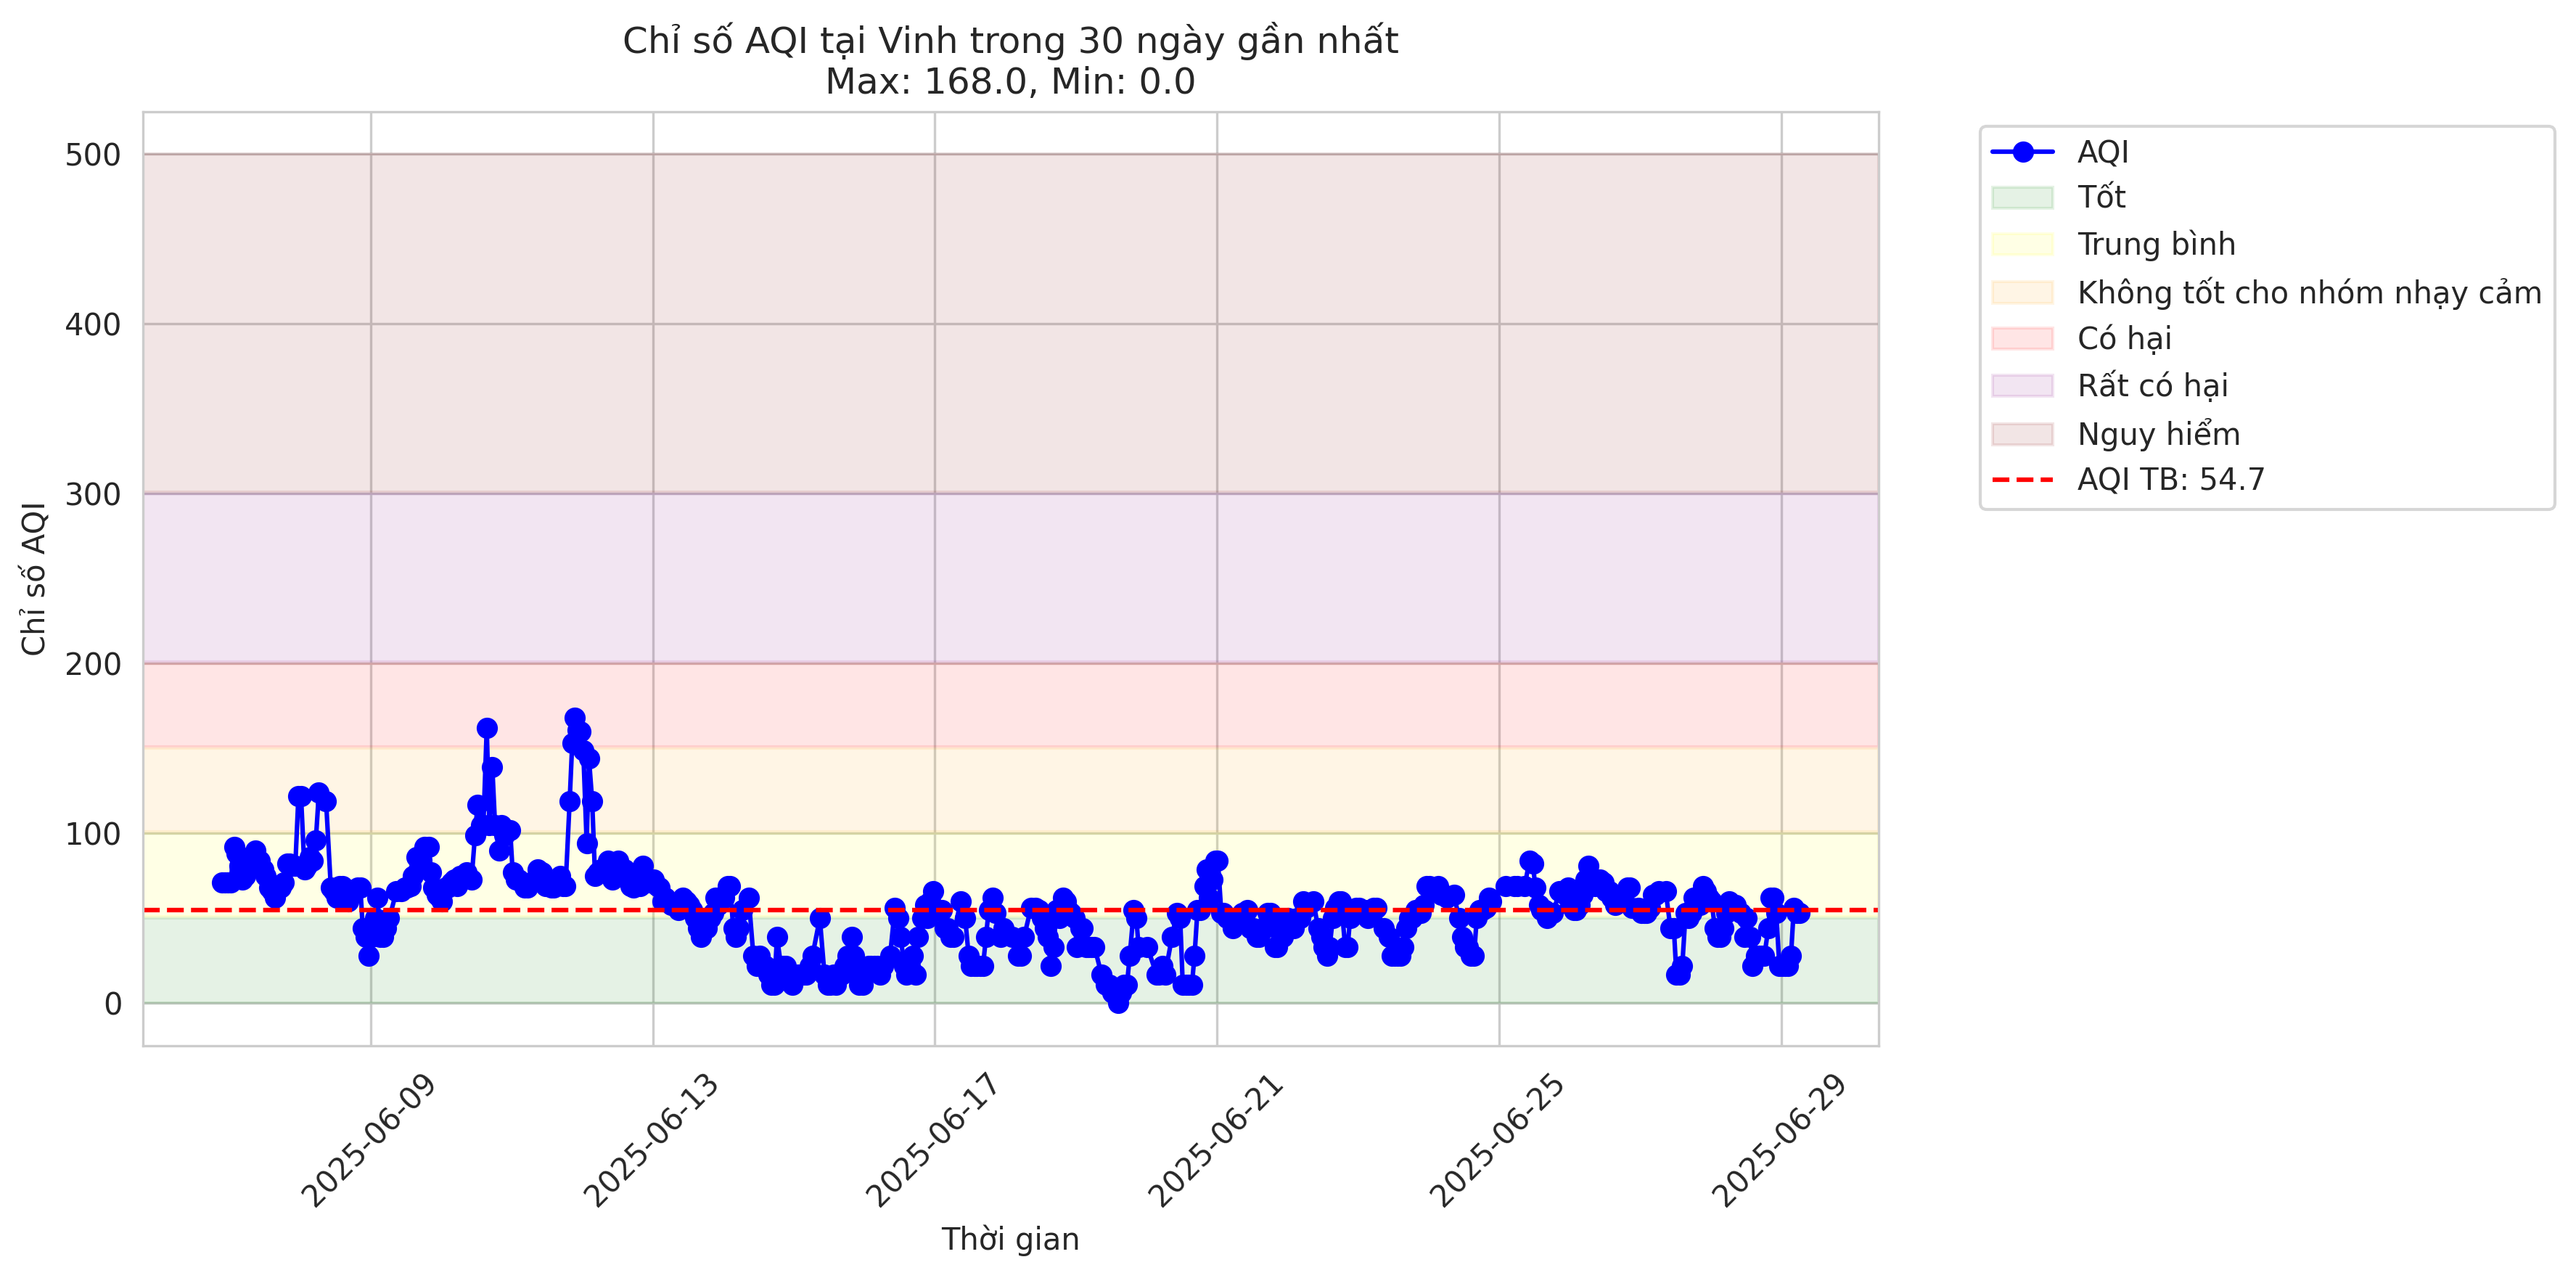 Chỉ số AQI tại Vinh trong 30 ngày gần nhất
Max: 168.0, Min: 0.0
Chỉ số AQI
500
400
300
200
100
0
2025-06-09
2025-06-13
2025-06-17
2025-06-21
2025-06-25
2025-06-29
Thời gian
AQI
Tốt
Trung bình
Không tốt cho nhóm nhạy cảm
Có hại
Rất có hại
Nguy hiểm
AQI TB: 54.7